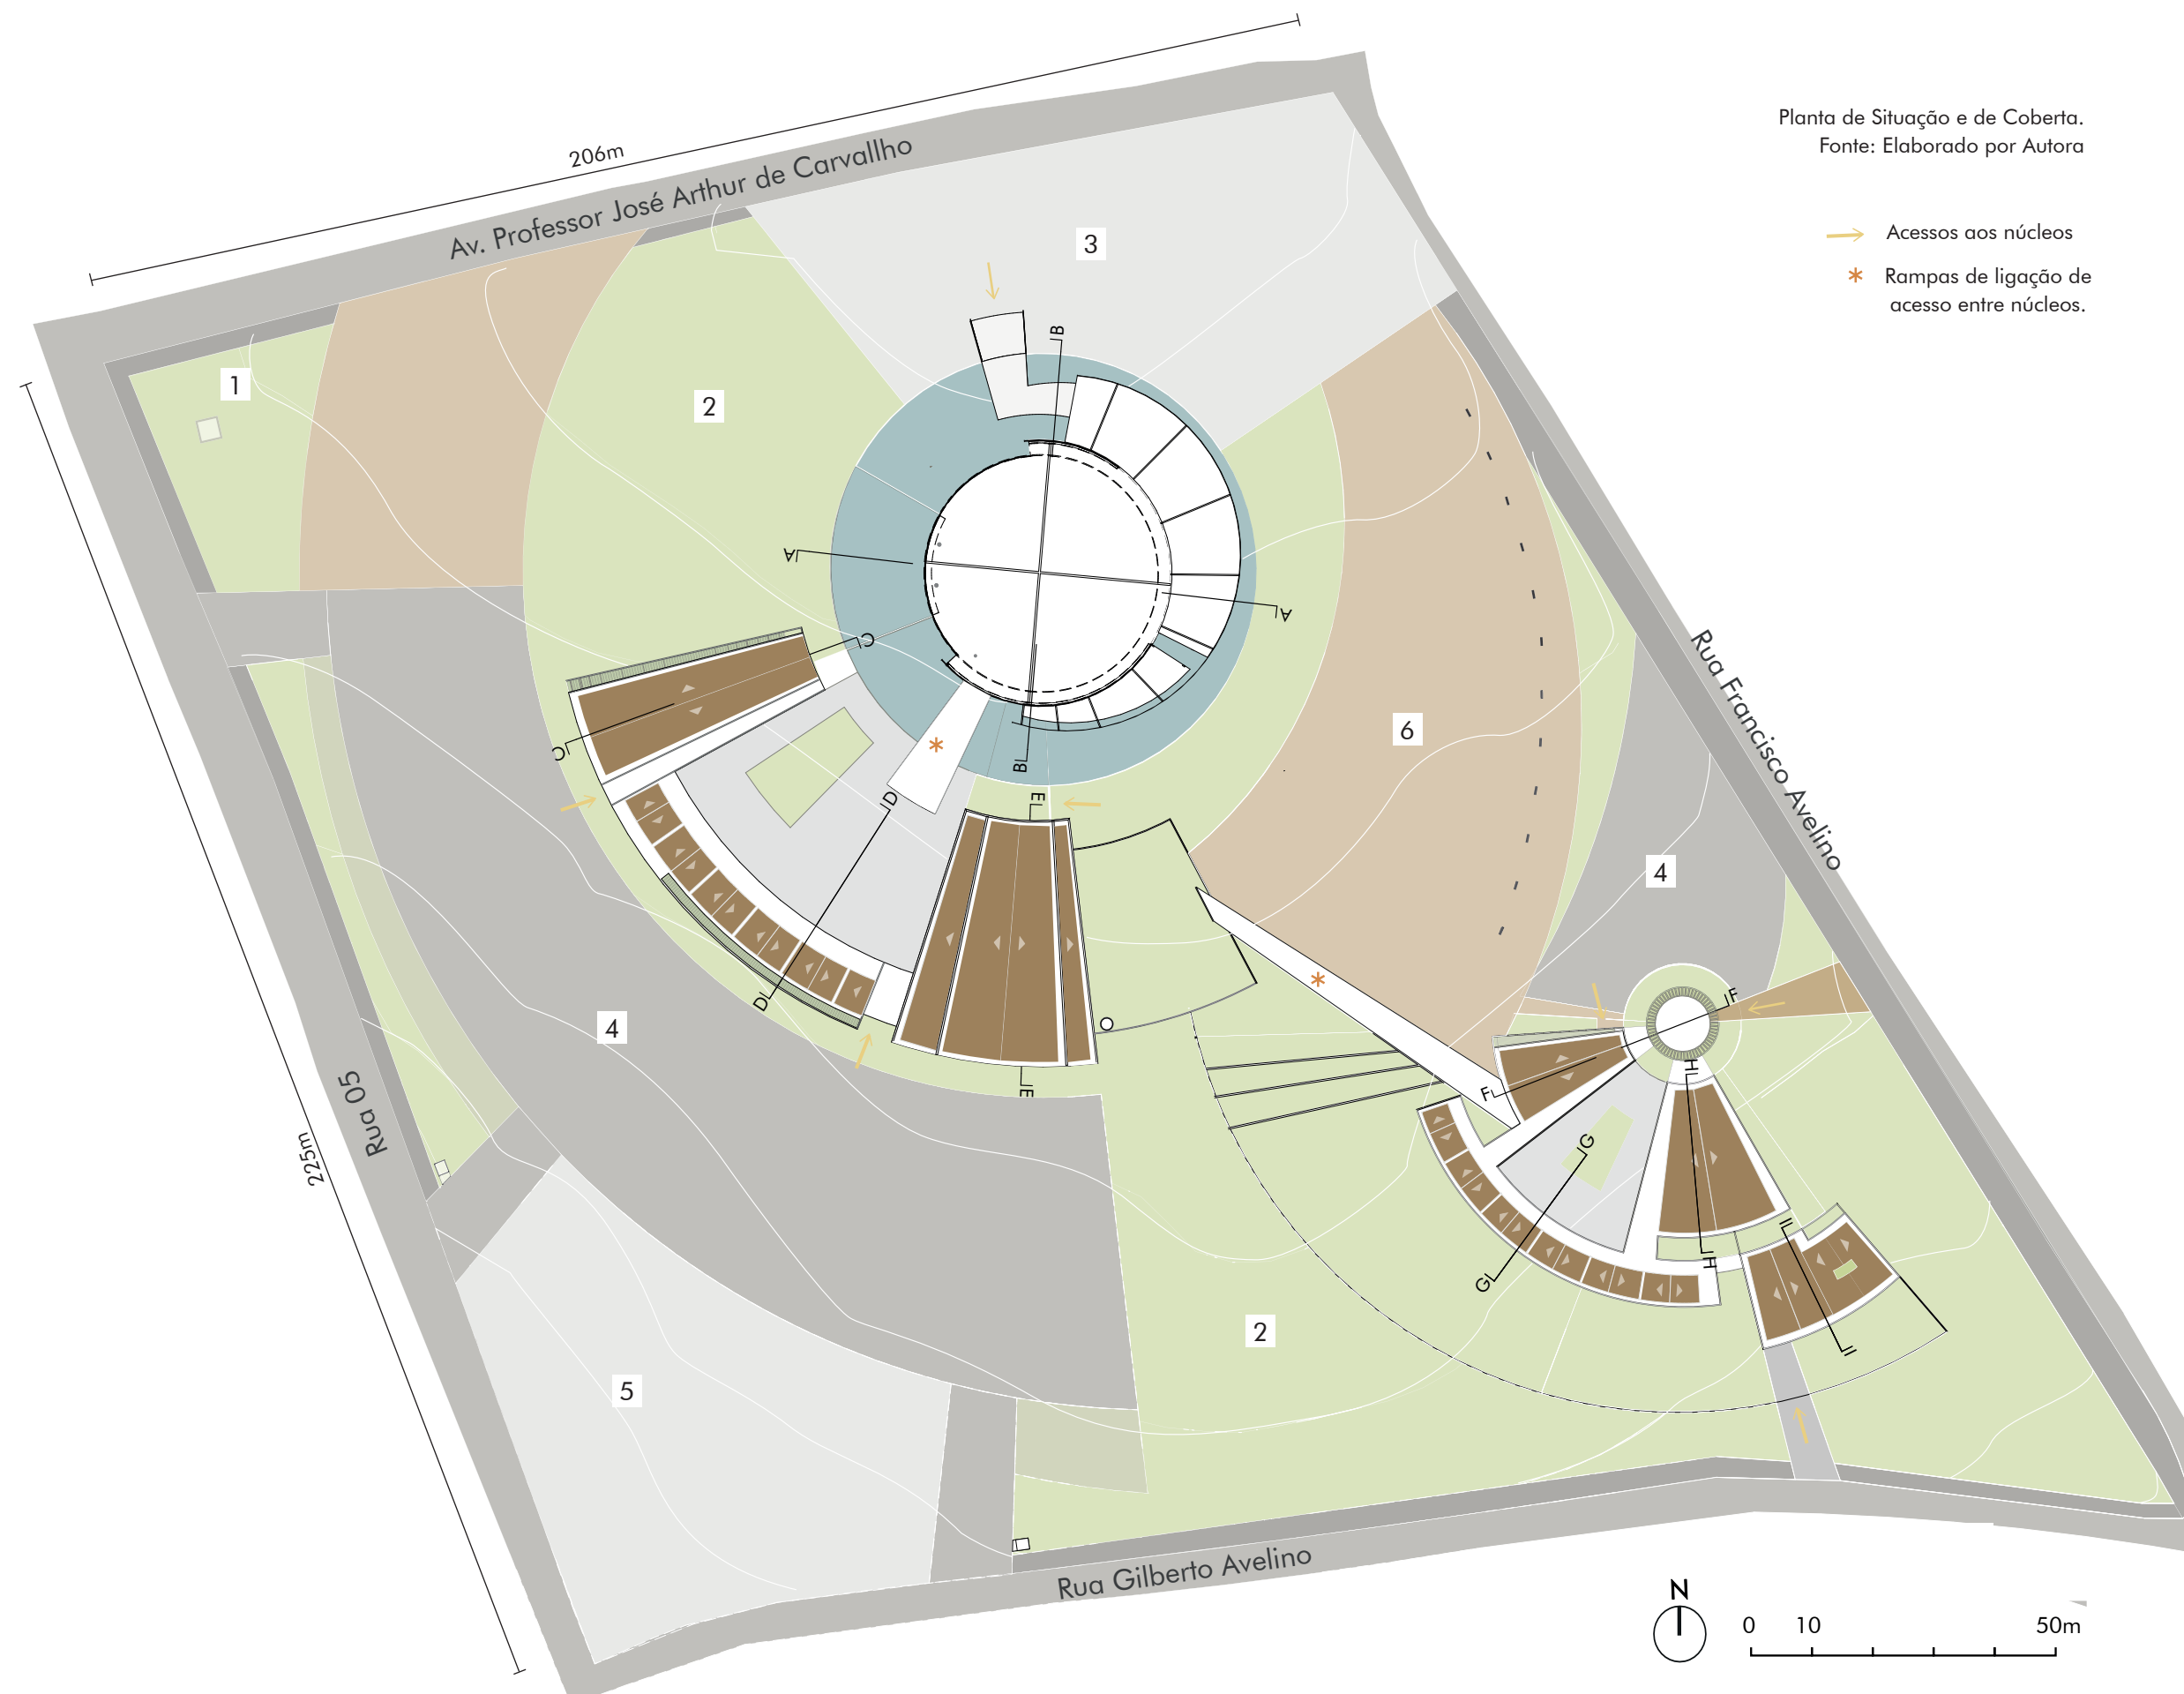 206m
Av. Professor José Arthur de Carvallho
Planta de Situação e de Coberta.
Fonte: Elaborado por Autora
Acessos aos núcleos
* Rampas de ligação de
acesso entre núcleos.
1
2
3
B
A
A
C
C
*
B
D
E
6
Rua Francisco Avelino
4
*
D
E
4
F
F
H
G
G
H
I
I
2
5
Rua 05
225m
Rua Gilberto Avelino
N
0 10 50m